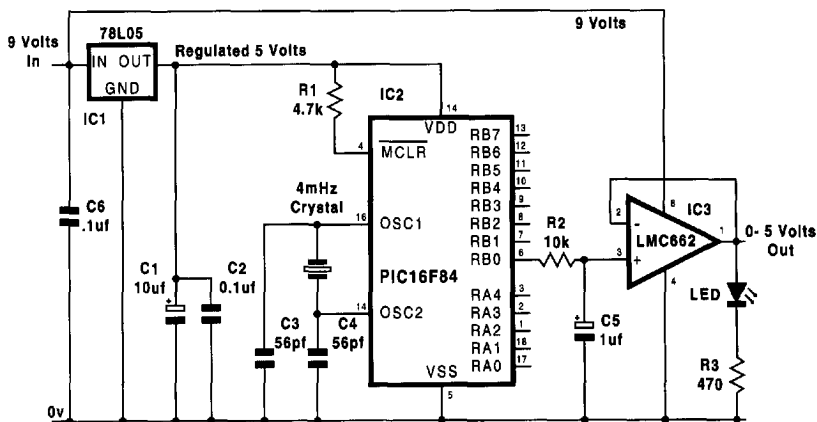 9 Volts
In
78L05
IN OUT
GND
IC1
Regulated 5 Volts
9 Volts
R1
4.7k
IC2
14
VDD
4
MCLR
4mHz
Crystal
16
OSC1
PIC16F84
14
OSC2
VSS
5
RB7 13
RB6 12
RB5 11
RB4 10
RB3 9
RB2 8
RB1 7
RB0 6
RA4 3
RA3 2
RA2 1
RA1 18
RA0 17
R2
10k
C5
1uf
+
2
-
3
+
8
IC3
LMC662
1
4
0- 5 Volts
Out
LED
R3
470
C6
.1uf
C1
10uf
+
C2
0.1uf
C3
56pf
C4
56pf
0v